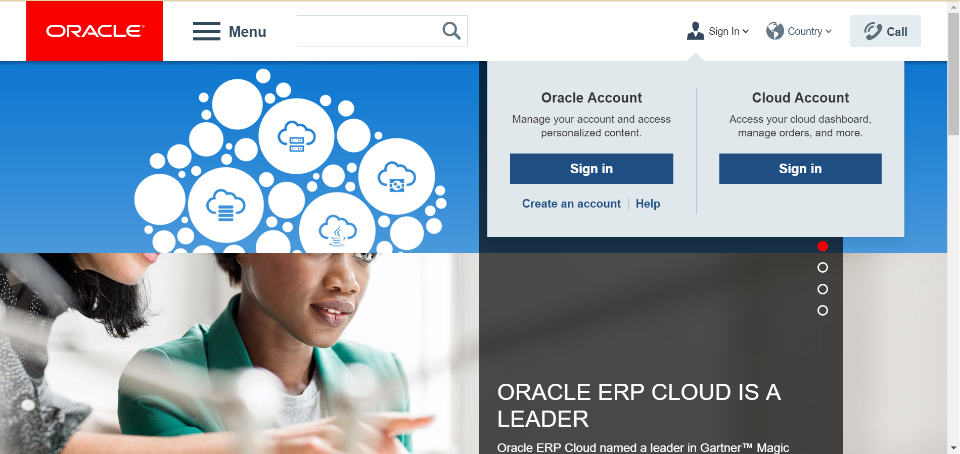 ORACLE
Menu
Sign In
Country
Call
Oracle Account
Manage your account and access
personalized content.
Sign in
Create an account | Help
Cloud Account
Access your cloud dashboard,
manage orders, and more.
Sign in
ORACLE ERP CLOUD IS A
LEADER
Oracle ERP Cloud named a leader in Gartner™ Magic